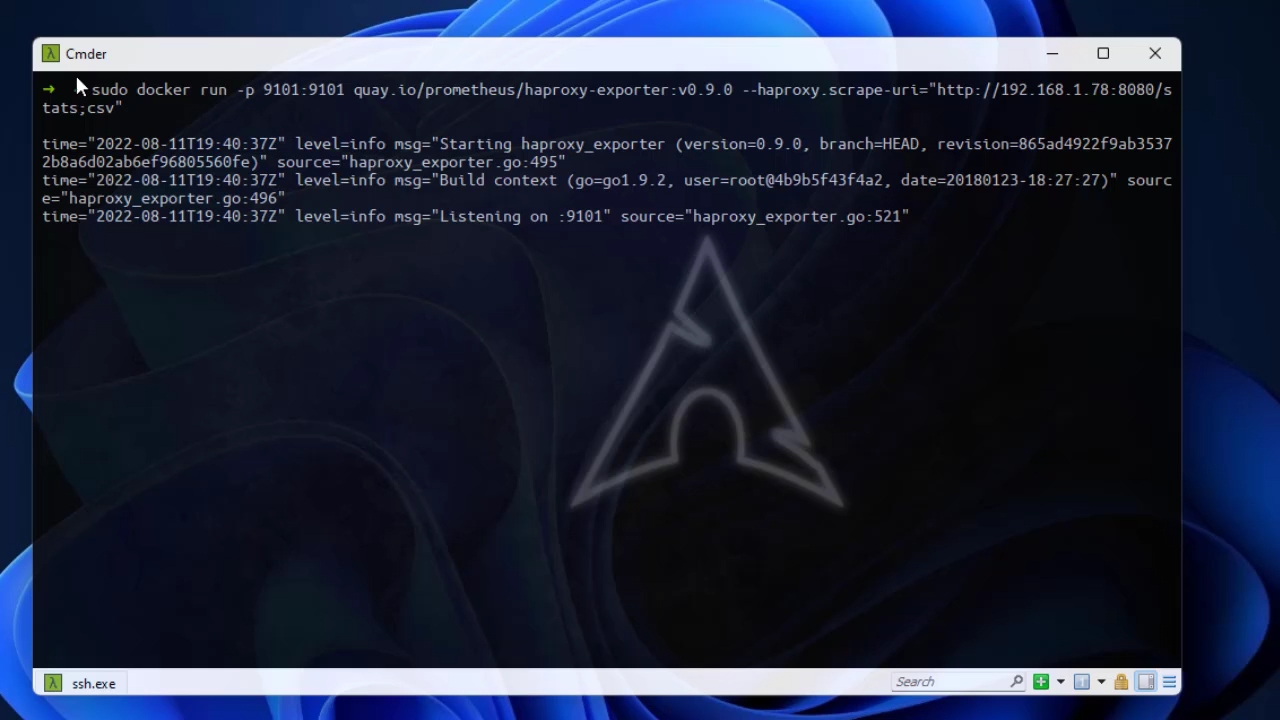 Cmder
➜ sudo docker run -p 9101:9101 quay.io/prometheus/haproxy-exporter:v0.9.0 --haproxy.scrape-uri="http://192.168.1.78:8080/s
tats;csv"
time="2022-08-11T19:40:37Z" level=info msg="Starting haproxy_exporter (version=0.9.0, branch=HEAD, revision=865ad4922f9ab3537
2b8a6d02ab6ef96805560fe)" source="haproxy_exporter.go:495"
time="2022-08-11T19:40:37Z" level=info msg="Build context (go=go1.9.2, user=root@4b9b5f43f4a2, date=20180123-18:27:27)" sourc
e="haproxy_exporter.go:496"
time="2022-08-11T19:40:37Z" level=info msg="Listening on :9101" source="haproxy_exporter.go:521"
ssh.exe
Search